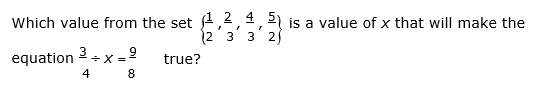 Which value from the set {1/2, 2/3, 4/3, 5/2} is a value of x that will make the
equation 3/4 ÷ x = 9/8 true?